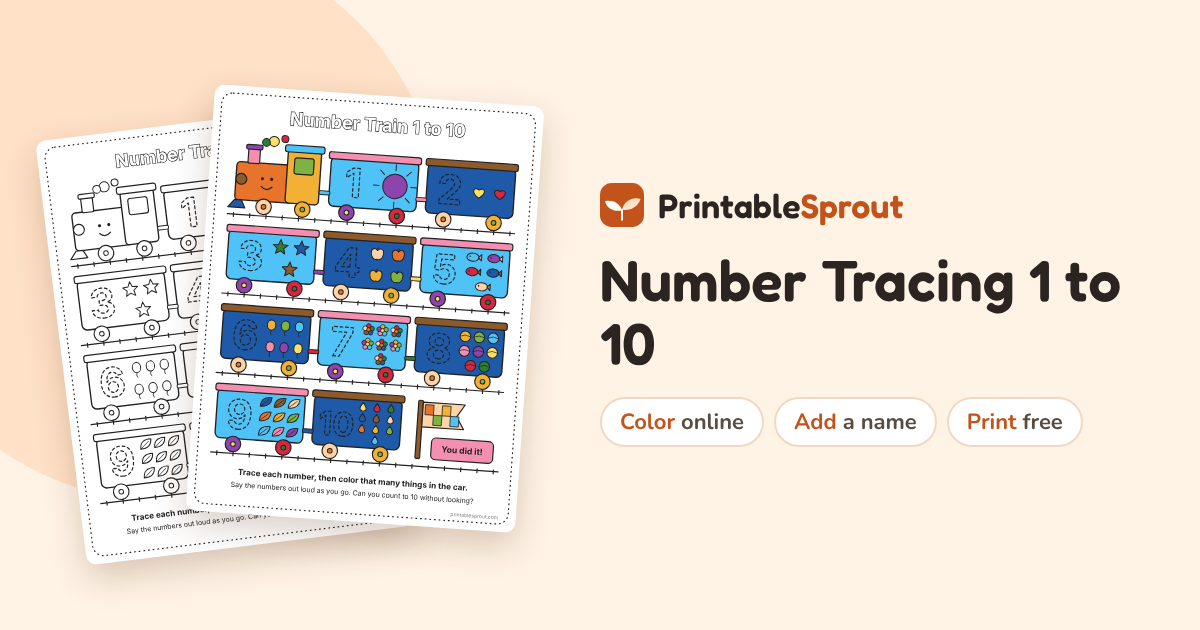 PrintableSprout
Number Tracing 1 to
10
Color online
Add a name
Print free
Number Train 1 to 10
1
2
3
4
5
6
7
8
9
10
You did it!
Trace each number, then color that many things in the car.
Say the numbers out loud as you go. Can you count to 10 without looking?
printablesprout.com
Number Tra
1
3
6
9
Trace each num
Say the numbers out loud as you go. Can